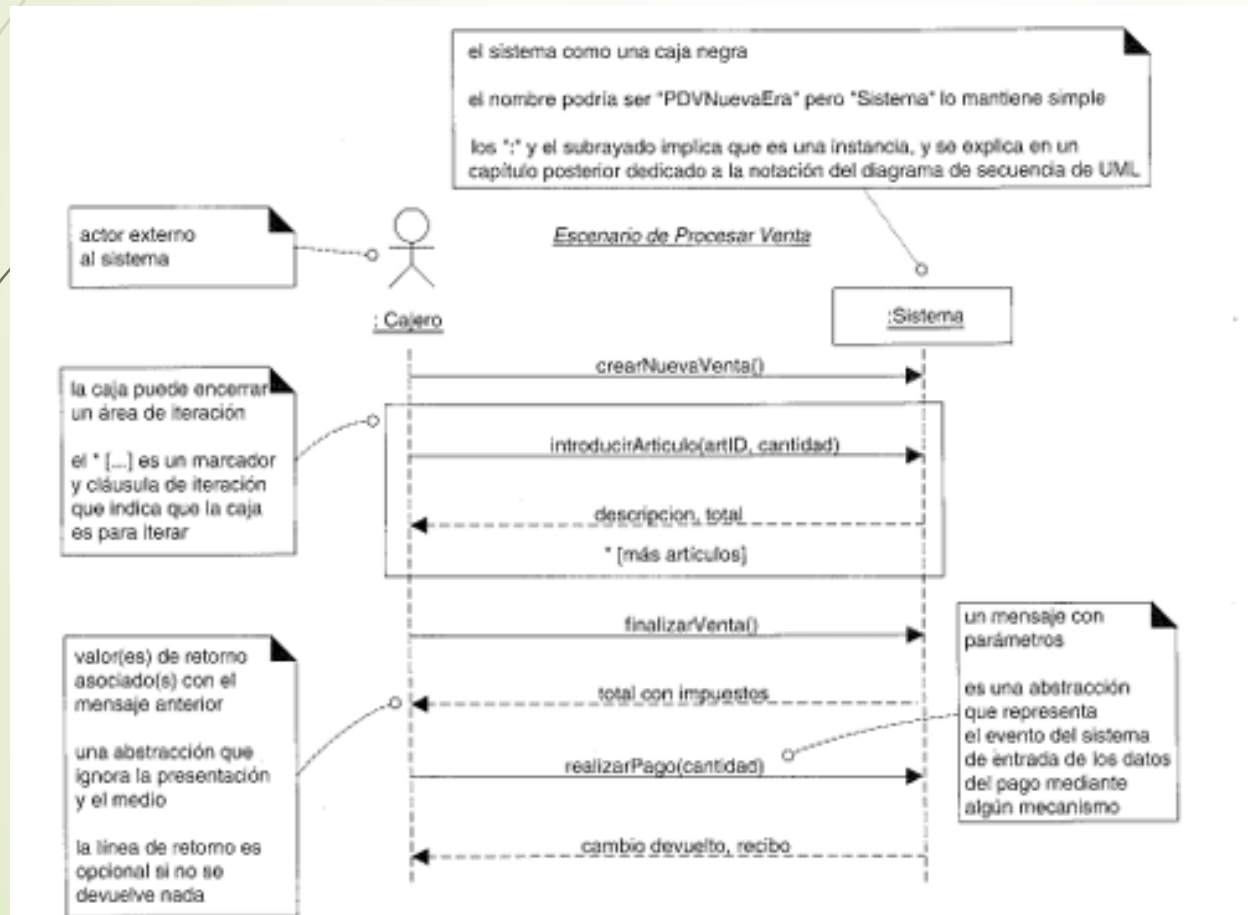 el sistema como una caja negra
el nombre podría ser "PDVNuevaEra" pero "Sistema" lo mantiene simple
los ":" y el subrayado implica que es una instancia, y se explica en un
capítulo posterior dedicado a la notación del diagrama de secuencia de UML
actor externo
al sistema
Escenario de Procesar Venta
: Cajero
:Sistema
crearNuevaVenta()
la caja puede encerrar
un área de iteración
el * [...] es un marcador
y cláusula de iteración
que indica que la caja
es para iterar
introducirArticulo(artID, cantidad)
descripcion, total
* [más artículos]
finalizarVenta()
valor(es) de retorno
asociado(s) con el
mensaje anterior
una abstracción que
ignora la presentación
y el medio
la línea de retorno es
opcional si no se
devuelve nada
total con impuestos
realizarPago(cantidad)
cambio devuelto, recibo
un mensaje con
parámetros
es una abstracción
que representa
el evento del sistema
de entrada de los datos
del pago mediante
algún mecanismo